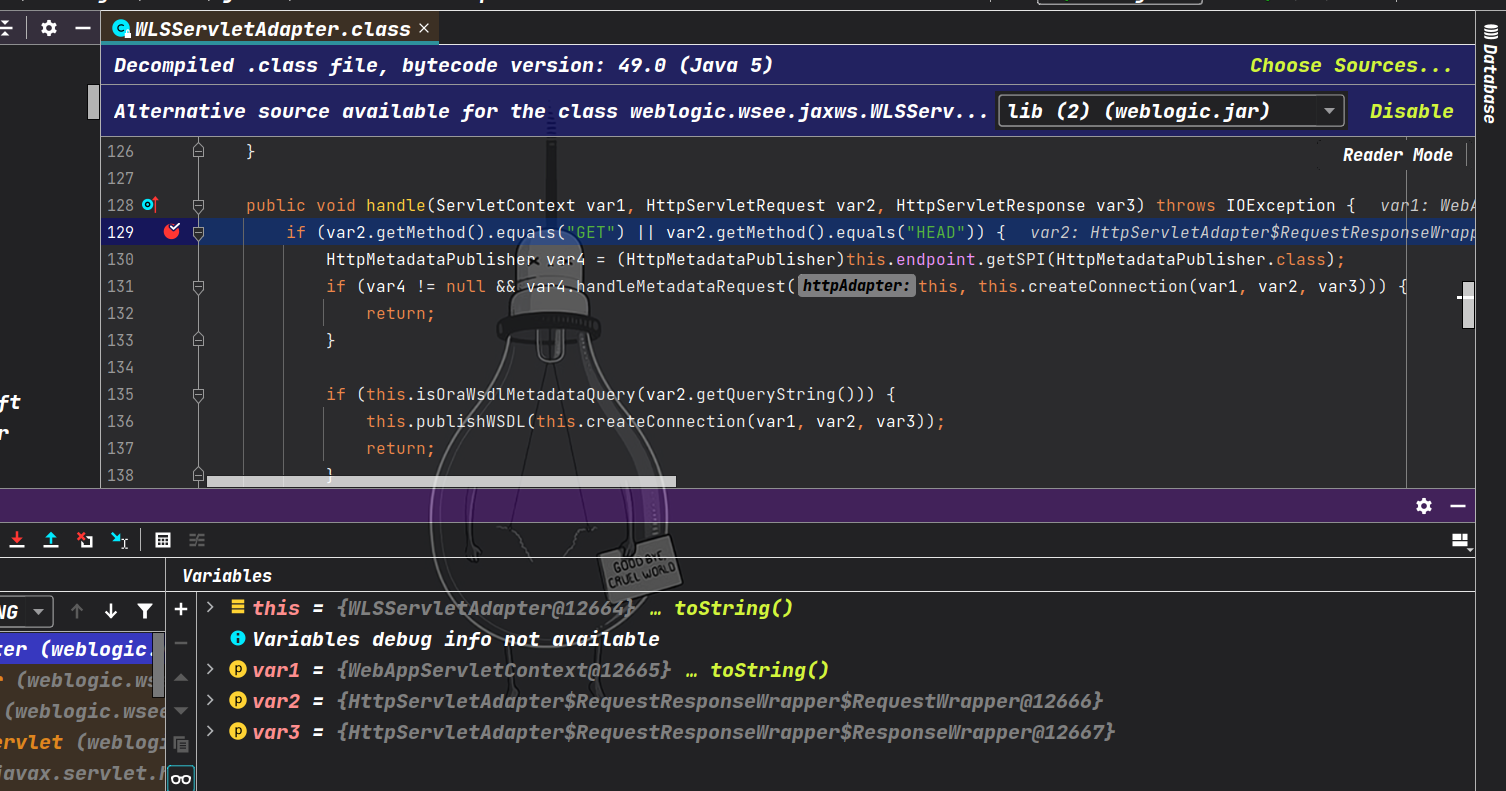 WLSServletAdapter.class
Decompiled .class file, bytecode version: 49.0 (Java 5) Choose Sources...
Alternative source available for the class weblogic.wsee.jaxws.WLSServ... lib (2) (weblogic.jar) Disable
Database
Reader Mode
126 }
127
128 public void handle(ServletContext var1, HttpServletRequest var2, HttpServletResponse var3) throws IOException { var1: WebA
129 if (var2.getMethod().equals("GET") || var2.getMethod().equals("HEAD")) { var2: HttpServletAdapter$RequestResponseWrapp
130 HttpMetadataPublisher var4 = (HttpMetadataPublisher)this.endpoint.getSPI(HttpMetadataPublisher.class);
131 if (var4 != null && var4.handleMetadataRequest( httpAdapter: this, this.createConnection(var1, var2, var3))) {
132 return;
133 }
134
135 if (this.isOraWsdlMetadataQuery(var2.getQueryString())) {
136 this.publishWSDL(this.createConnection(var1, var2, var3));
137 return;
138 }
ft
r
GOOD BYE,
CRUEL WORLD
Variables
NG
ter (weblogic.
r (weblogic.ws
(weblogic.wsee
ervlet (weblogi
javax.servlet.h
this = {WLSServletAdapter@12664} … toString()
Variables debug info not available
var1 = {WebAppServletContext@12665} … toString()
var2 = {HttpServletAdapter$RequestResponseWrapper$RequestWrapper@12666}
var3 = {HttpServletAdapter$RequestResponseWrapper$ResponseWrapper@12667}